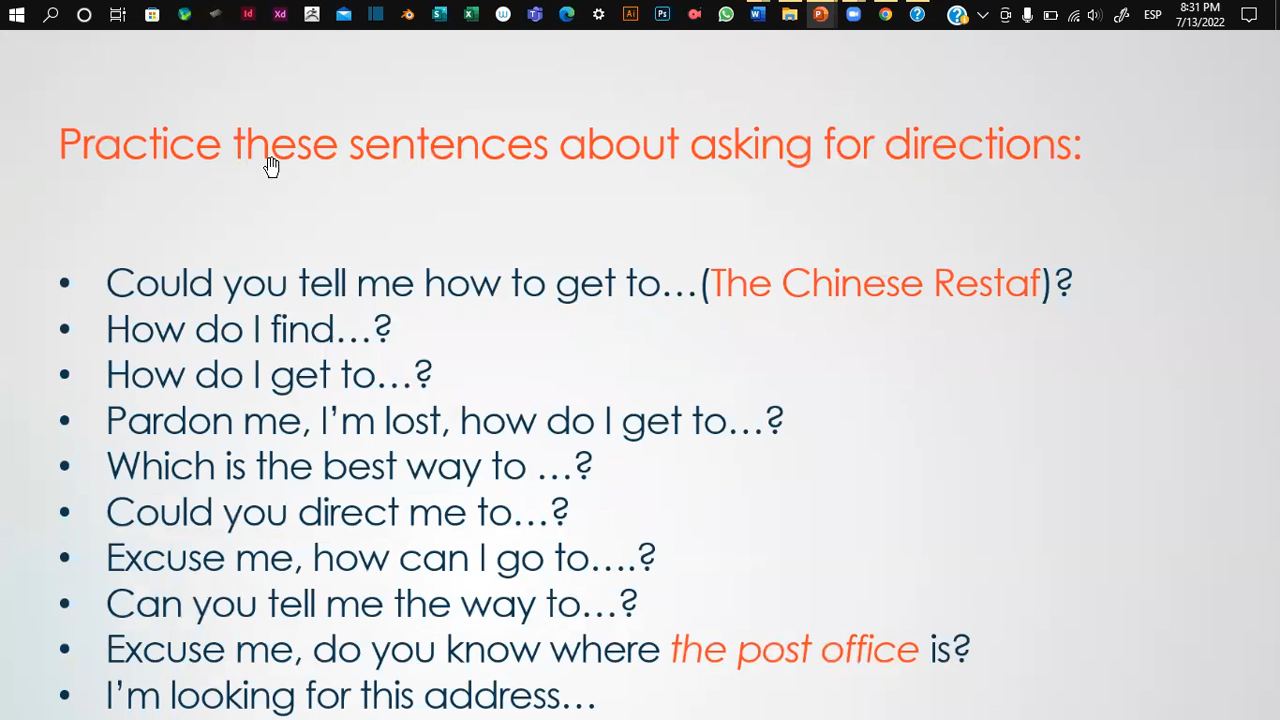 8:31 PM
ESP
7/13/2022
Practice these sentences about asking for directions:
• Could you tell me how to get to…(The Chinese Restaf)?
• How do I find…?
• How do I get to…?
• Pardon me, I’m lost, how do I get to…?
• Which is the best way to …?
• Could you direct me to…?
• Excuse me, how can I go to….?
• Can you tell me the way to…?
• Excuse me, do you know where the post office is?
• I’m looking for this address…